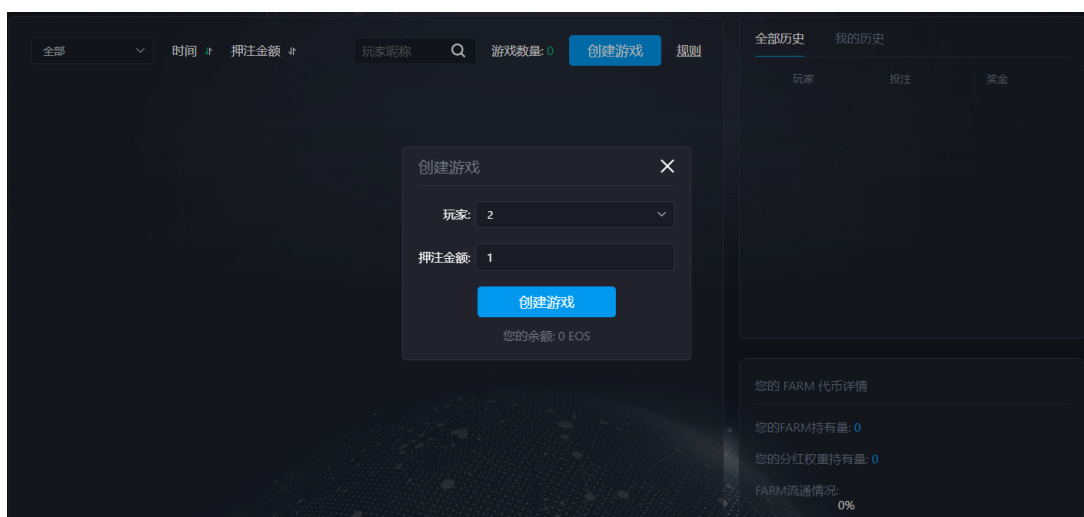 全部 时间 押注金额 玩家昵称 游戏数量: 0 创建游戏 规则
全部历史 我的历史
玩家 投注 奖金
创建游戏
玩家: 2
押注金额: 1
创建游戏
您的余额: 0 EOS
您的 FARM 代币详情
您的FARM持有量: 0
您的分红权重持有量: 0
FARM流通情况:
0%